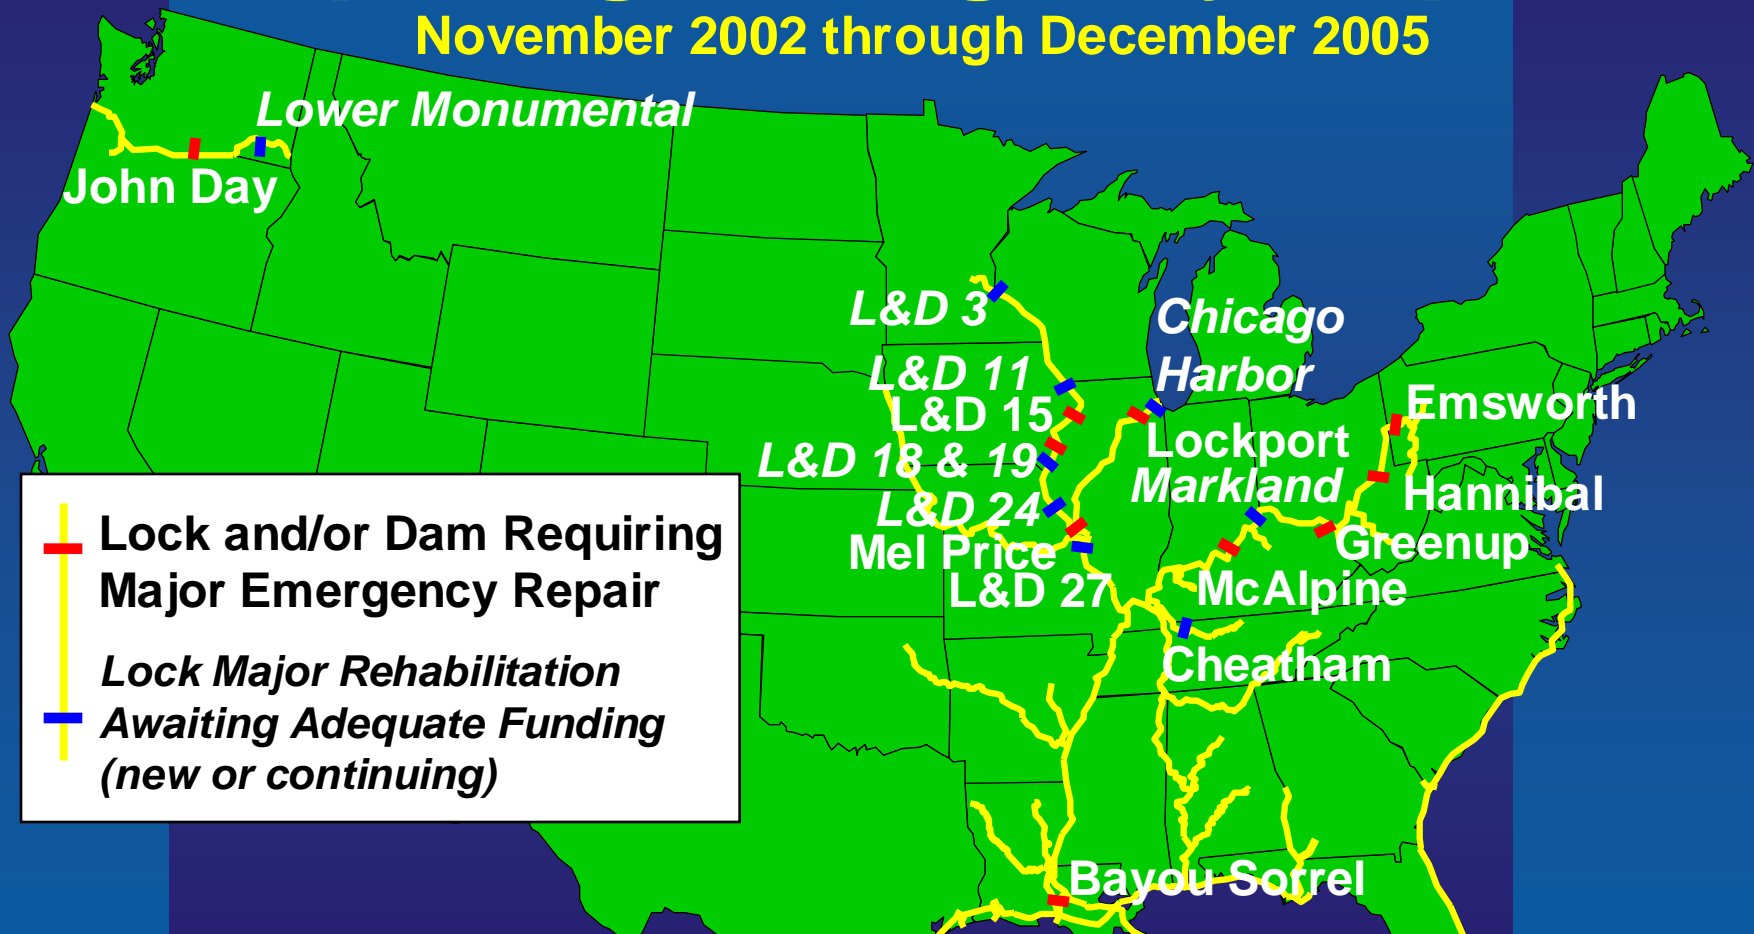 November 2002 through December 2005
Lower Monumental
John Day
L&D 3
Chicago
Harbor
L&D 11
L&D 15
Emsworth
Lockport
L&D 18 & 19
Markland
Hannibal
L&D 24
Greenup
Mel Price
L&D 27
McAlpine
Cheatham
Bayou Sorrel
Lock and/or Dam Requiring
Major Emergency Repair
Lock Major Rehabilitation
Awaiting Adequate Funding
(new or continuing)